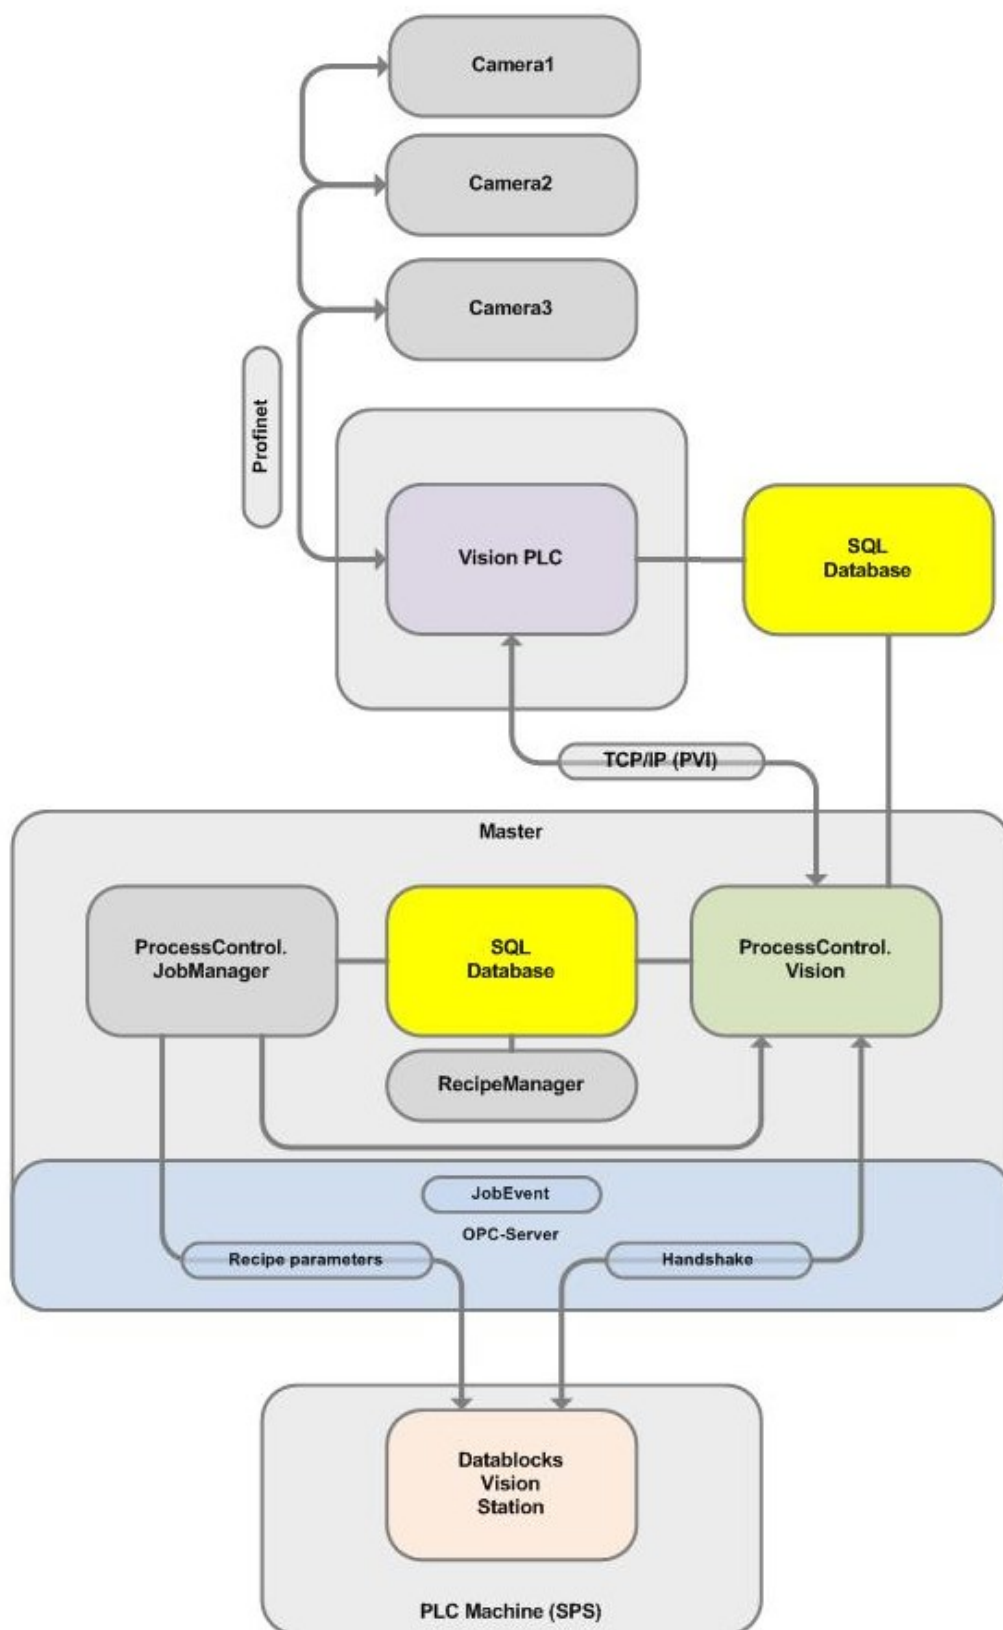 Camera1
Camera2
Camera3
Profinet
Vision PLC
SQL
Database
TCP/IP (PVI)
Master
ProcessControl.
JobManager
SQL
Database
ProcessControl.
Vision
RecipeManager
JobEvent
OPC-Server
Recipe parameters
Handshake
Datablocks
Vision
Station
PLC Machine (SPS)